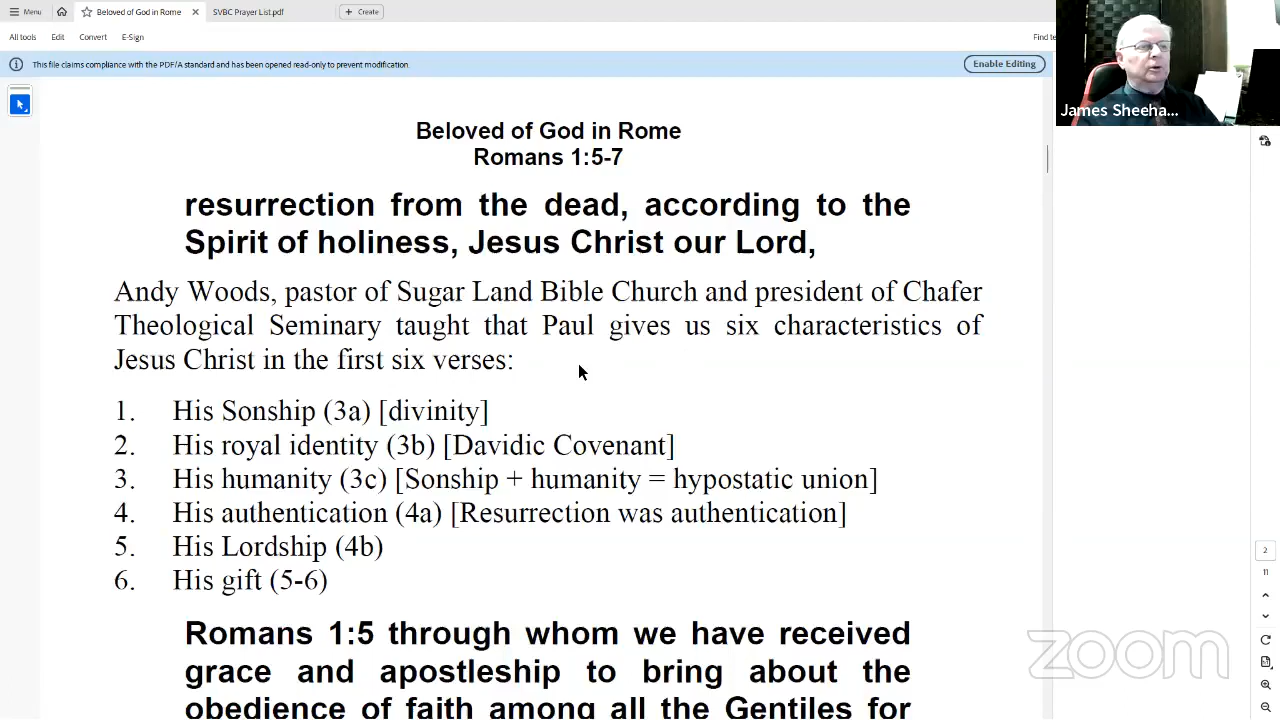 Menu
Beloved of God in Rome
SVBC Prayer List.pdf
Create
All tools Edit Convert E-Sign
This file claims compliance with the PDF/A standard and has been opened read-only to prevent modification.
Enable Editing
James Sheeha...
Beloved of God in Rome
Romans 1:5-7
resurrection from the dead, according to the
Spirit of holiness, Jesus Christ our Lord,
Andy Woods, pastor of Sugar Land Bible Church and president of Chafer
Theological Seminary taught that Paul gives us six characteristics of
Jesus Christ in the first six verses:
1. His Sonship (3a) [divinity]
2. His royal identity (3b) [Davidic Covenant]
3. His humanity (3c) [Sonship + humanity = hypostatic union]
4. His authentication (4a) [Resurrection was authentication]
5. His Lordship (4b)
6. His gift (5-6)
Romans 1:5 through whom we have received
grace and apostleship to bring about the
obedience of faith among all the Gentiles for
2
11
zoom